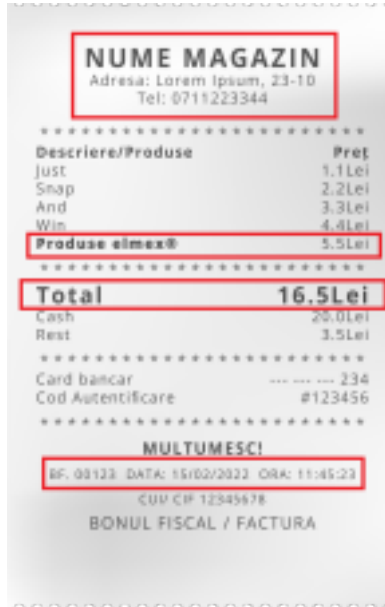 NUME MAGAZIN
Adresa: Lorem Ipsum, 23-10
Tel: 0711223344
* * * * * * * * * * * * * * * * * * * * * * * *
Descriere/Produse Preț
Just 1.1Lei
Snap 2.2Lei
And 3.3Lei
Win 4.4Lei
Produse elmex® 5.5Lei
* * * * * * * * * * * * * * * * * * * * * * * *
Total 16.5Lei
Cash 20.0Lei
Rest 3.5Lei
* * * * * * * * * * * * * * * * * * * * * * * *
Card bancar --- --- --- 234
Cod Autentificare #123456
* * * * * * * * * * * * * * * * * * * * * * * *
MULTUMESC!
BF. 00123 DATA: 15/02/2022 ORA: 11:45:23
CUI/ CIF 12345678
BONUL FISCAL / FACTURA